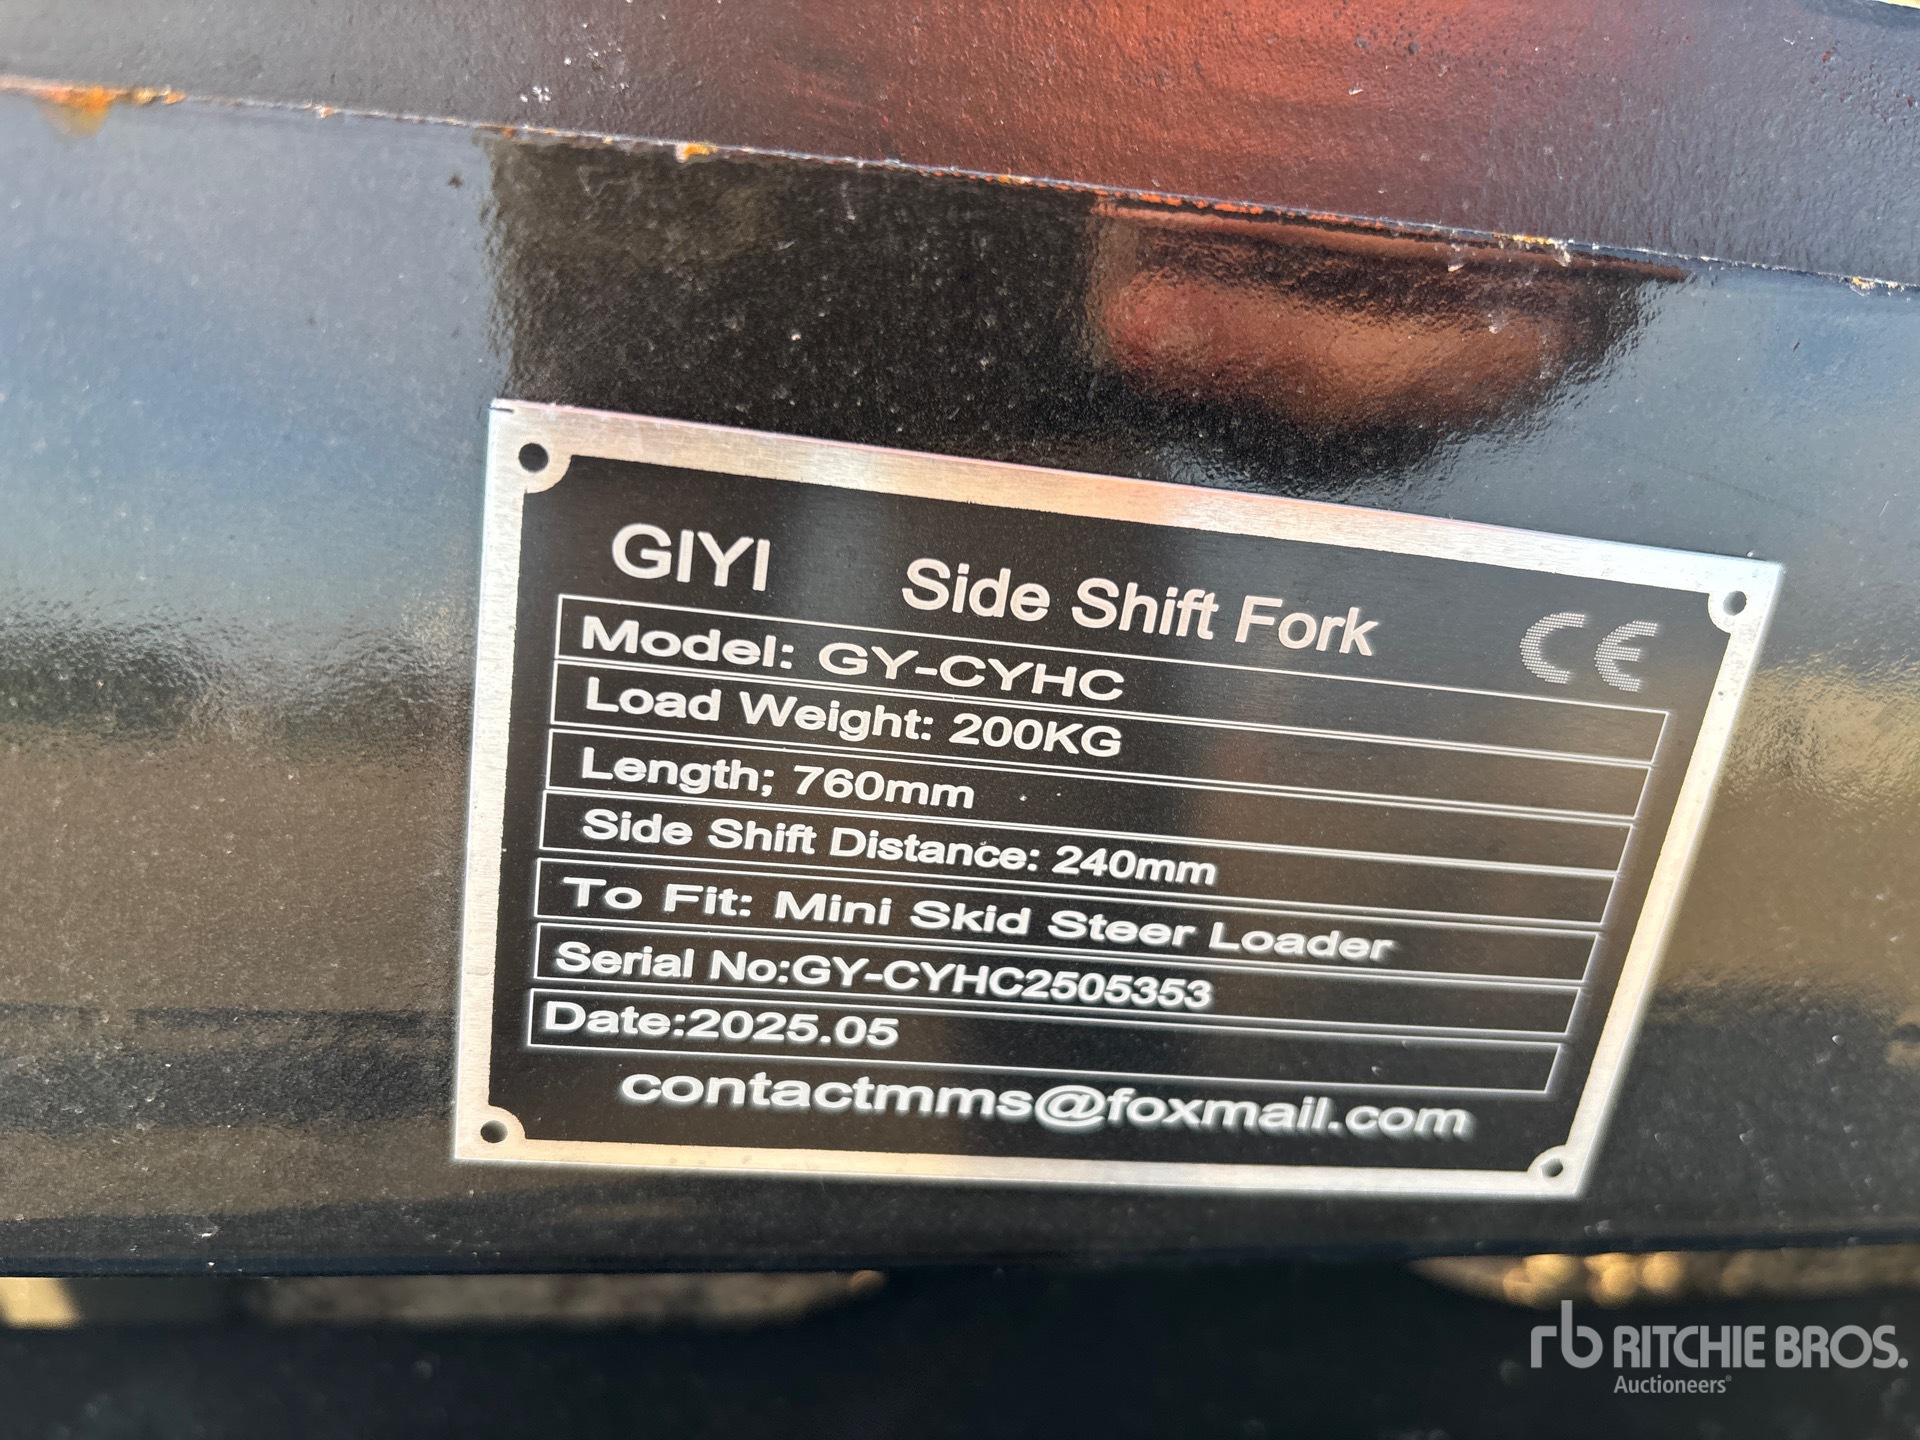 GIYI Side Shift Fork CE
Model: GY-CYHC
Load Weight: 200KG
Length; 760mm
Side Shift Distance: 240mm
To Fit: Mini Skid Steer Loader
Serial No:GY-CYHC2505353
Date:2025.05
contactmms@foxmail.com
rb RITCHIE BROS.
Auctioneers®